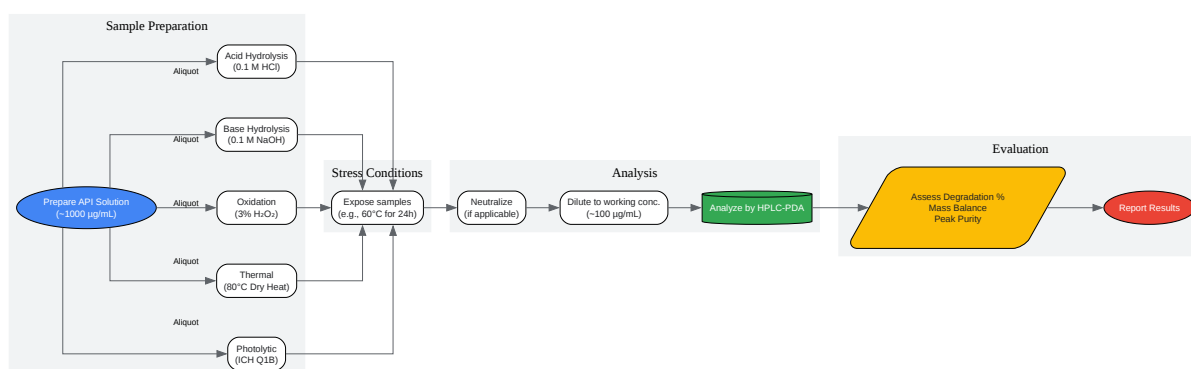 Sample Preparation
Prepare API Solution
(~1000 µg/mL)
Aliquot
Acid Hydrolysis
(0.1 M HCl)
Aliquot
Base Hydrolysis
(0.1 M NaOH)
Aliquot
Oxidation
(3% H₂O₂)
Aliquot
Thermal
(80°C Dry Heat)
Aliquot
Photolytic
(ICH Q1B)
Stress Conditions
Expose samples
(e.g., 60°C for 24h)
Analysis
Neutralize
(if applicable)
Dilute to working conc.
(~100 µg/mL)
Analyze by HPLC-PDA
Evaluation
Assess Degradation %
Mass Balance
Peak Purity
Report Results